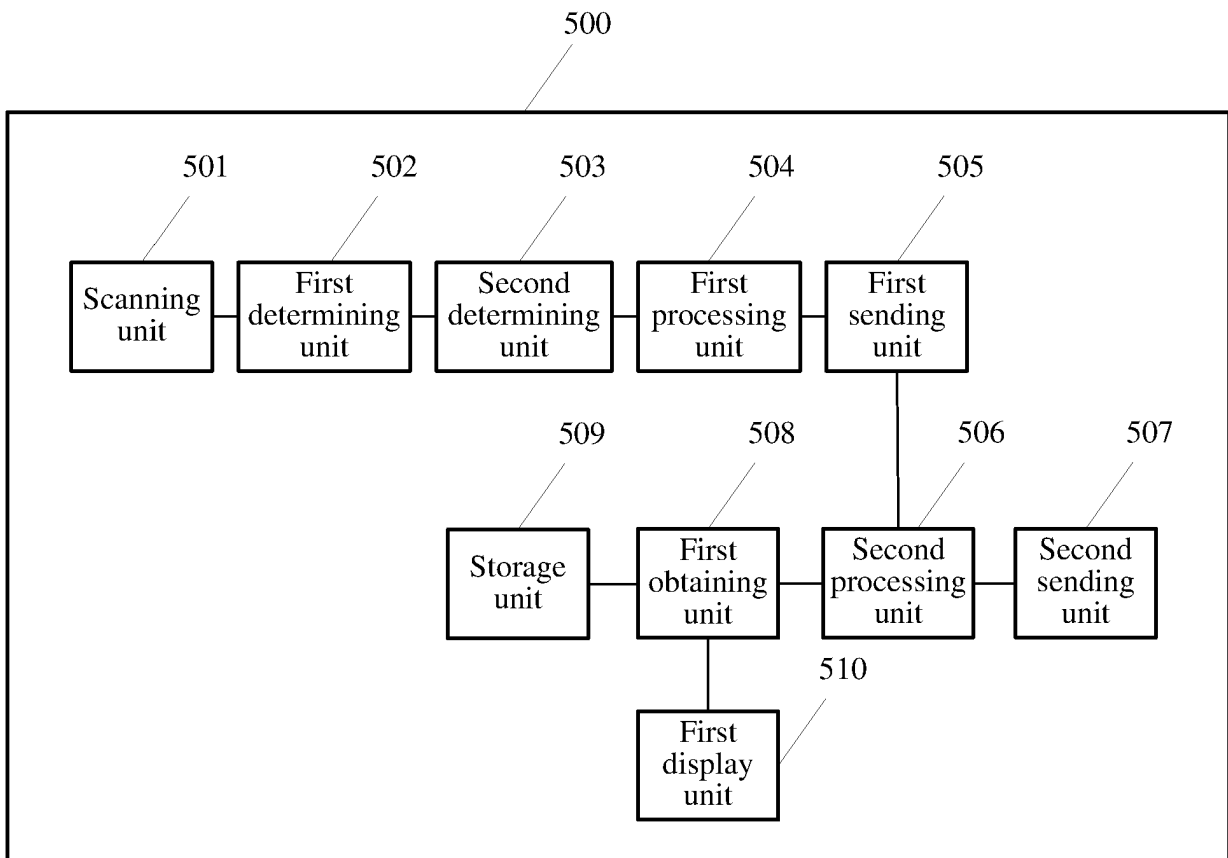 500
501
502
503
504
505
Scanning
unit
First
determining
unit
Second
determining
unit
First
processing
unit
First
sending
unit
509
508
506
507
Storage
unit
First
obtaining
unit
Second
processing
unit
Second
sending
unit
510
First
display
unit